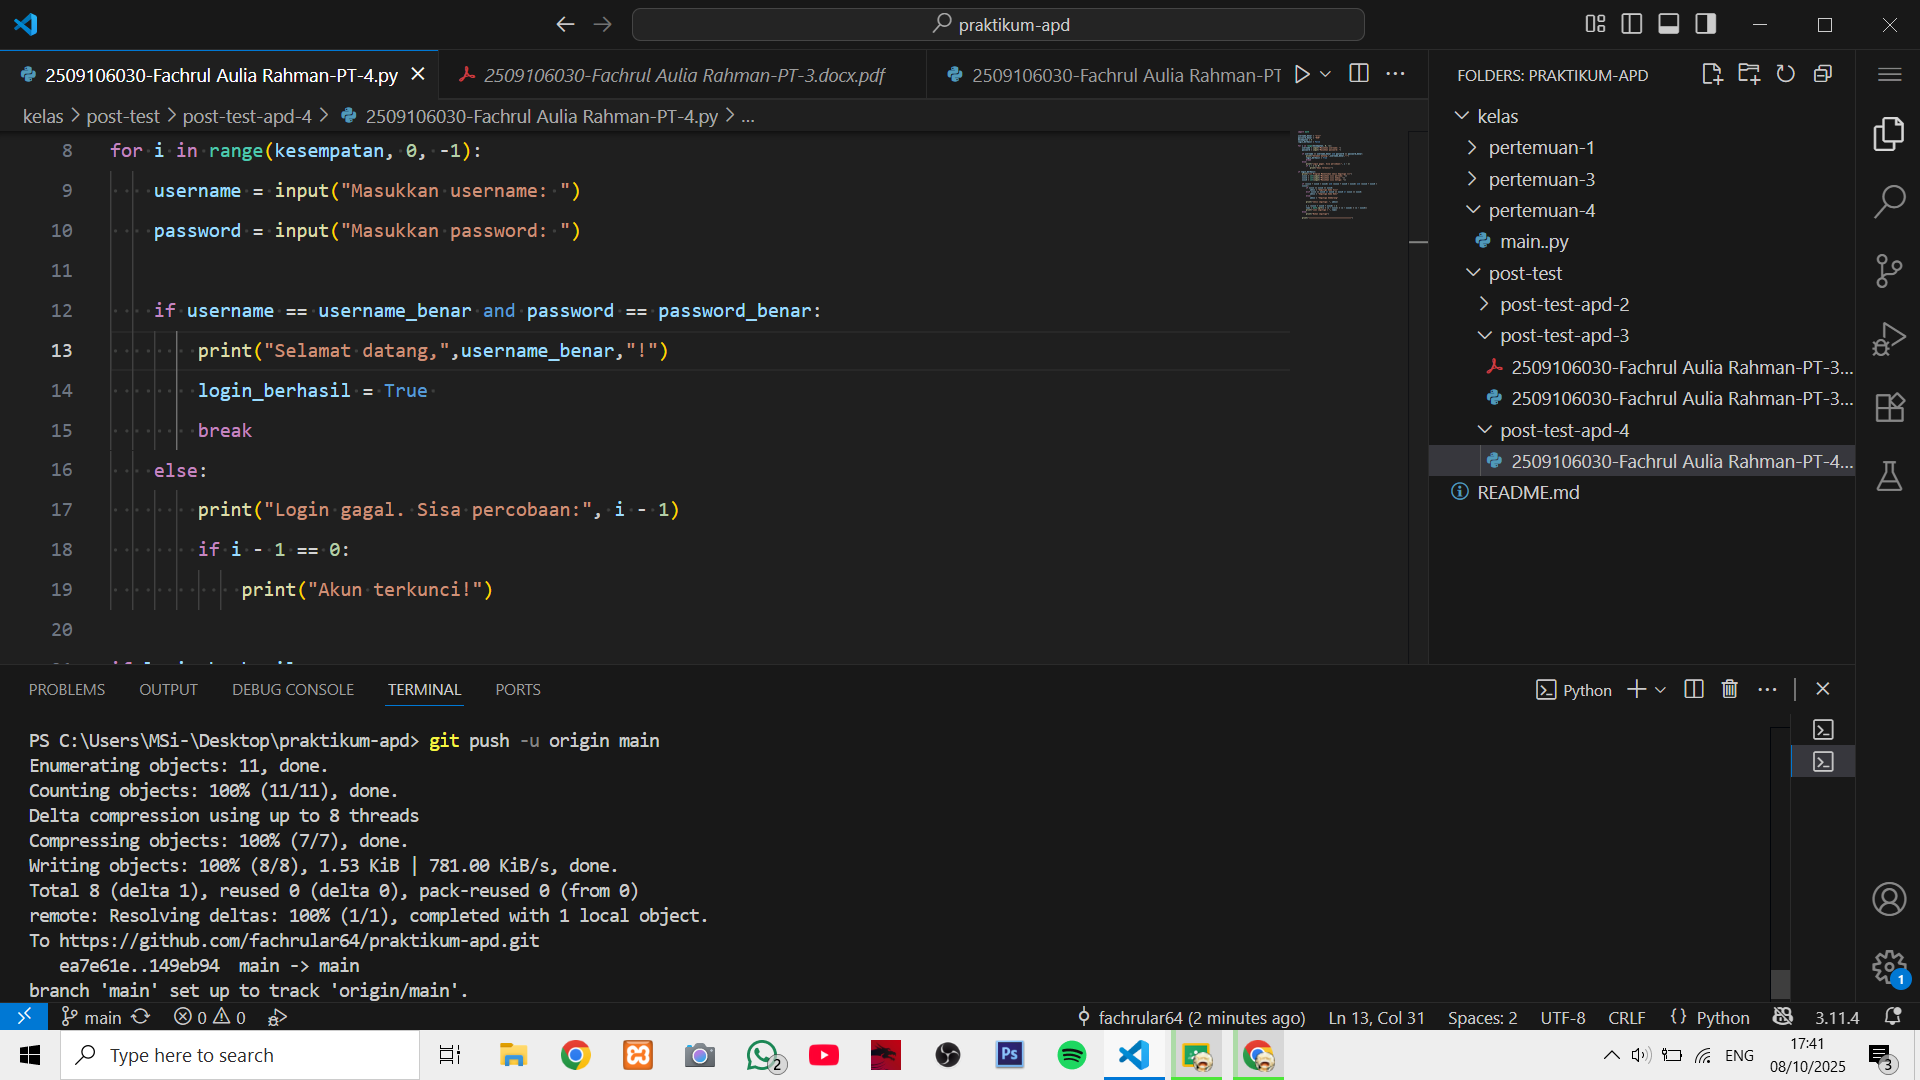 praktikum-apd
2509106030-Fachrul Aulia Rahman-PT-4.py
2509106030-Fachrul Aulia Rahman-PT-3.docx.pdf
2509106030-Fachrul Aulia Rahman-PT
kelas > post-test > post-test-apd-4 > 2509106030-Fachrul Aulia Rahman-PT-4.py > ...
8 for i in range(kesempatan, 0, -1):
9 username = input("Masukkan username: ")
10 password = input("Masukkan password: ")
11
12 if username == username_benar and password == password_benar:
13 print("Selamat datang,",username_benar,"!")
14 login_berhasil = True
15 break
16 else:
17 print("Login gagal. Sisa percobaan:", i - 1)
18 if i - 1 == 0:
19 print("Akun terkunci!")
20
FOLDERS: PRAKTIKUM-APD
kelas
pertemuan-1
pertemuan-3
pertemuan-4
main..py
post-test
post-test-apd-2
post-test-apd-3
2509106030-Fachrul Aulia Rahman-PT-3...
2509106030-Fachrul Aulia Rahman-PT-3...
post-test-apd-4
2509106030-Fachrul Aulia Rahman-PT-4...
README.md
PROBLEMS OUTPUT DEBUG CONSOLE TERMINAL PORTS
Python
PS C:\Users\MSi-\Desktop\praktikum-apd> git push -u origin main
Enumerating objects: 11, done.
Counting objects: 100% (11/11), done.
Delta compression using up to 8 threads
Compressing objects: 100% (7/7), done.
Writing objects: 100% (8/8), 1.53 KiB | 781.00 KiB/s, done.
Total 8 (delta 1), reused 0 (delta 0), pack-reused 0 (from 0)
remote: Resolving deltas: 100% (1/1), completed with 1 local object.
To https://github.com/fachrular64/praktikum-apd.git
ea7e61e..149eb94 main -> main
branch 'main' set up to track 'origin/main'.
1
main 0 0 fachrular64 (2 minutes ago) Ln 13, Col 31 Spaces: 2 UTF-8 CRLF {} Python 3.11.4
Type here to search
2
Ps
ENG
17:41
08/10/2025
3